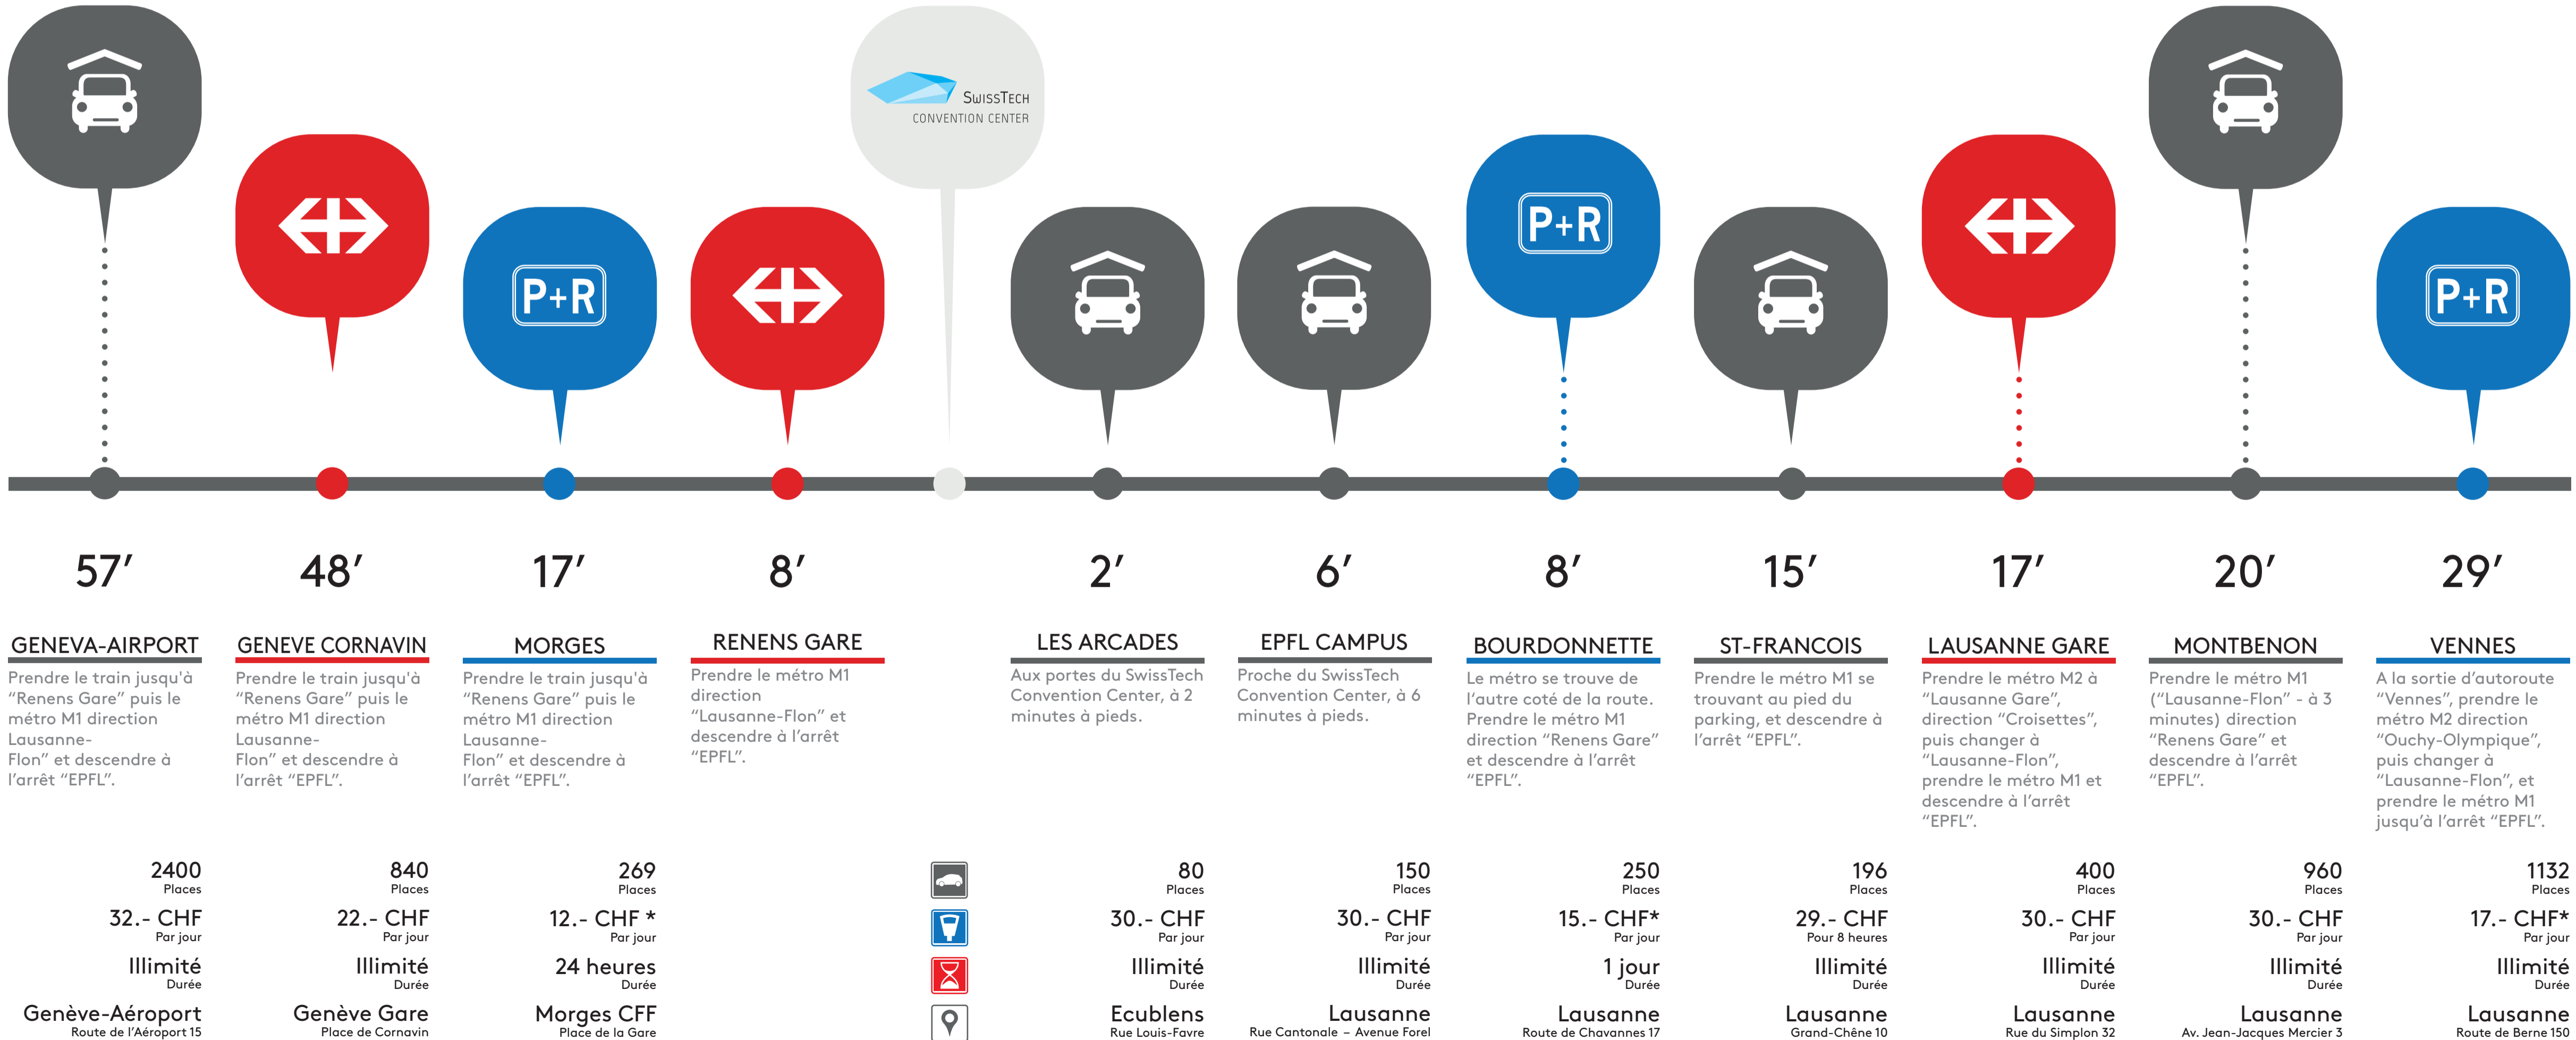 SWISSTECH
CONVENTION CENTER
P+R
P+R
P+R
57’
48’
17’
8’
2’
6’
8’
15’
17’
20’
29’
GENEVA-AIRPORT
Prendre le train jusqu'à
“Renens Gare” puis le
métro M1 direction
Lausanne-
Flon” et descendre à
l’arrêt “EPFL”.
2400
Places
32.- CHF
Par jour
Illimité
Durée
Genève-Aéroport
Route de l’Aéroport 15
GENEVE CORNAVIN
Prendre le train jusqu'à
“Renens Gare” puis le
métro M1 direction
Lausanne-
Flon” et descendre à
l’arrêt “EPFL”.
840
Places
22.- CHF
Par jour
Illimité
Durée
Genève Gare
Place de Cornavin
MORGES
Prendre le train jusqu'à
“Renens Gare” puis le
métro M1 direction
Lausanne-
Flon” et descendre à
l’arrêt “EPFL”.
269
Places
12.- CHF *
Par jour
24 heures
Durée
Morges CFF
Place de la Gare
RENENS GARE
Prendre le métro M1
direction
“Lausanne-Flon” et
descendre à l’arrêt
“EPFL”.
LES ARCADES
Aux portes du SwissTech
Convention Center, à 2
minutes à pieds.
80
Places
30.- CHF
Par jour
Illimité
Durée
Ecublens
Rue Louis-Favre
EPFL CAMPUS
Proche du SwissTech
Convention Center, à 6
minutes à pieds.
150
Places
30.- CHF
Par jour
Illimité
Durée
Lausanne
Rue Cantonale – Avenue Forel
BOURDONNETTE
Le métro se trouve de
l’autre coté de la route.
Prendre le métro M1
direction “Renens Gare”
et descendre à l’arrêt
“EPFL”.
250
Places
15.- CHF*
Par jour
1 jour
Durée
Lausanne
Route de Chavannes 17
ST-FRANCOIS
Prendre le métro M1 se
trouvant au pied du
parking, et descendre à
l’arrêt “EPFL”.
196
Places
29.- CHF
Pour 8 heures
Illimité
Durée
Lausanne
Grand-Chêne 10
LAUSANNE GARE
Prendre le métro M2 à
“Lausanne Gare”,
direction “Croisettes”,
puis changer à
“Lausanne-Flon”,
prendre le métro M1 et
descendre à l’arrêt
“EPFL”.
400
Places
30.- CHF
Par jour
Illimité
Durée
Lausanne
Rue du Simplon 32
MONTBENON
Prendre le métro M1
(“Lausanne-Flon” - à 3
minutes) direction
“Renens Gare” et
descendre à l’arrêt
“EPFL”.
960
Places
30.- CHF
Par jour
Illimité
Durée
Lausanne
Av. Jean-Jacques Mercier 3
VENNES
A la sortie d’autoroute
“Vennes”, prendre le
métro M2 direction
“Ouchy-Olympique”,
puis changer à
“Lausanne-Flon”, et
prendre le métro M1
jusqu’à l’arrêt “EPFL”.
1132
Places
17.- CHF*
Par jour
Illimité
Durée
Lausanne
Route de Berne 150